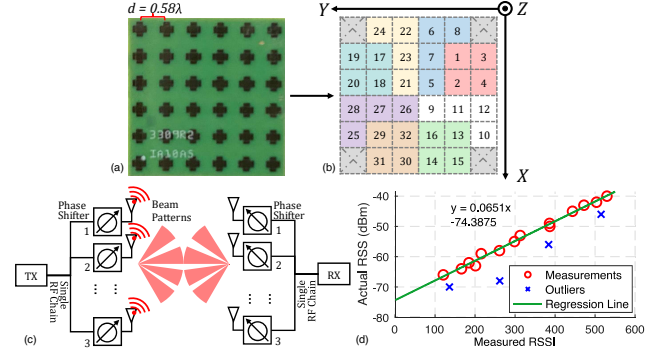 d = 0.58λ
3309R2
IA10A5
(a)
Y
Z
24 22 6 8
19 17 23 7 1 3
20 18 21 5 2 4
28 27 26 9 11 12
25 29 32 16 13 10
31 30 14 15
X
(b)
Phase Shifter
1
2
3
TX
Single RF Chain
Beam Patterns
Phase Shifter
1
2
3
RX
Single RF Chain
(c)
Actual RSS (dBm)
-40
-50
-60
-70
-80
y = 0.0651x
-74.3875
Measurements
Outliers
Regression Line
0 100 200 300 400 500 600
Measured RSSI
(d)